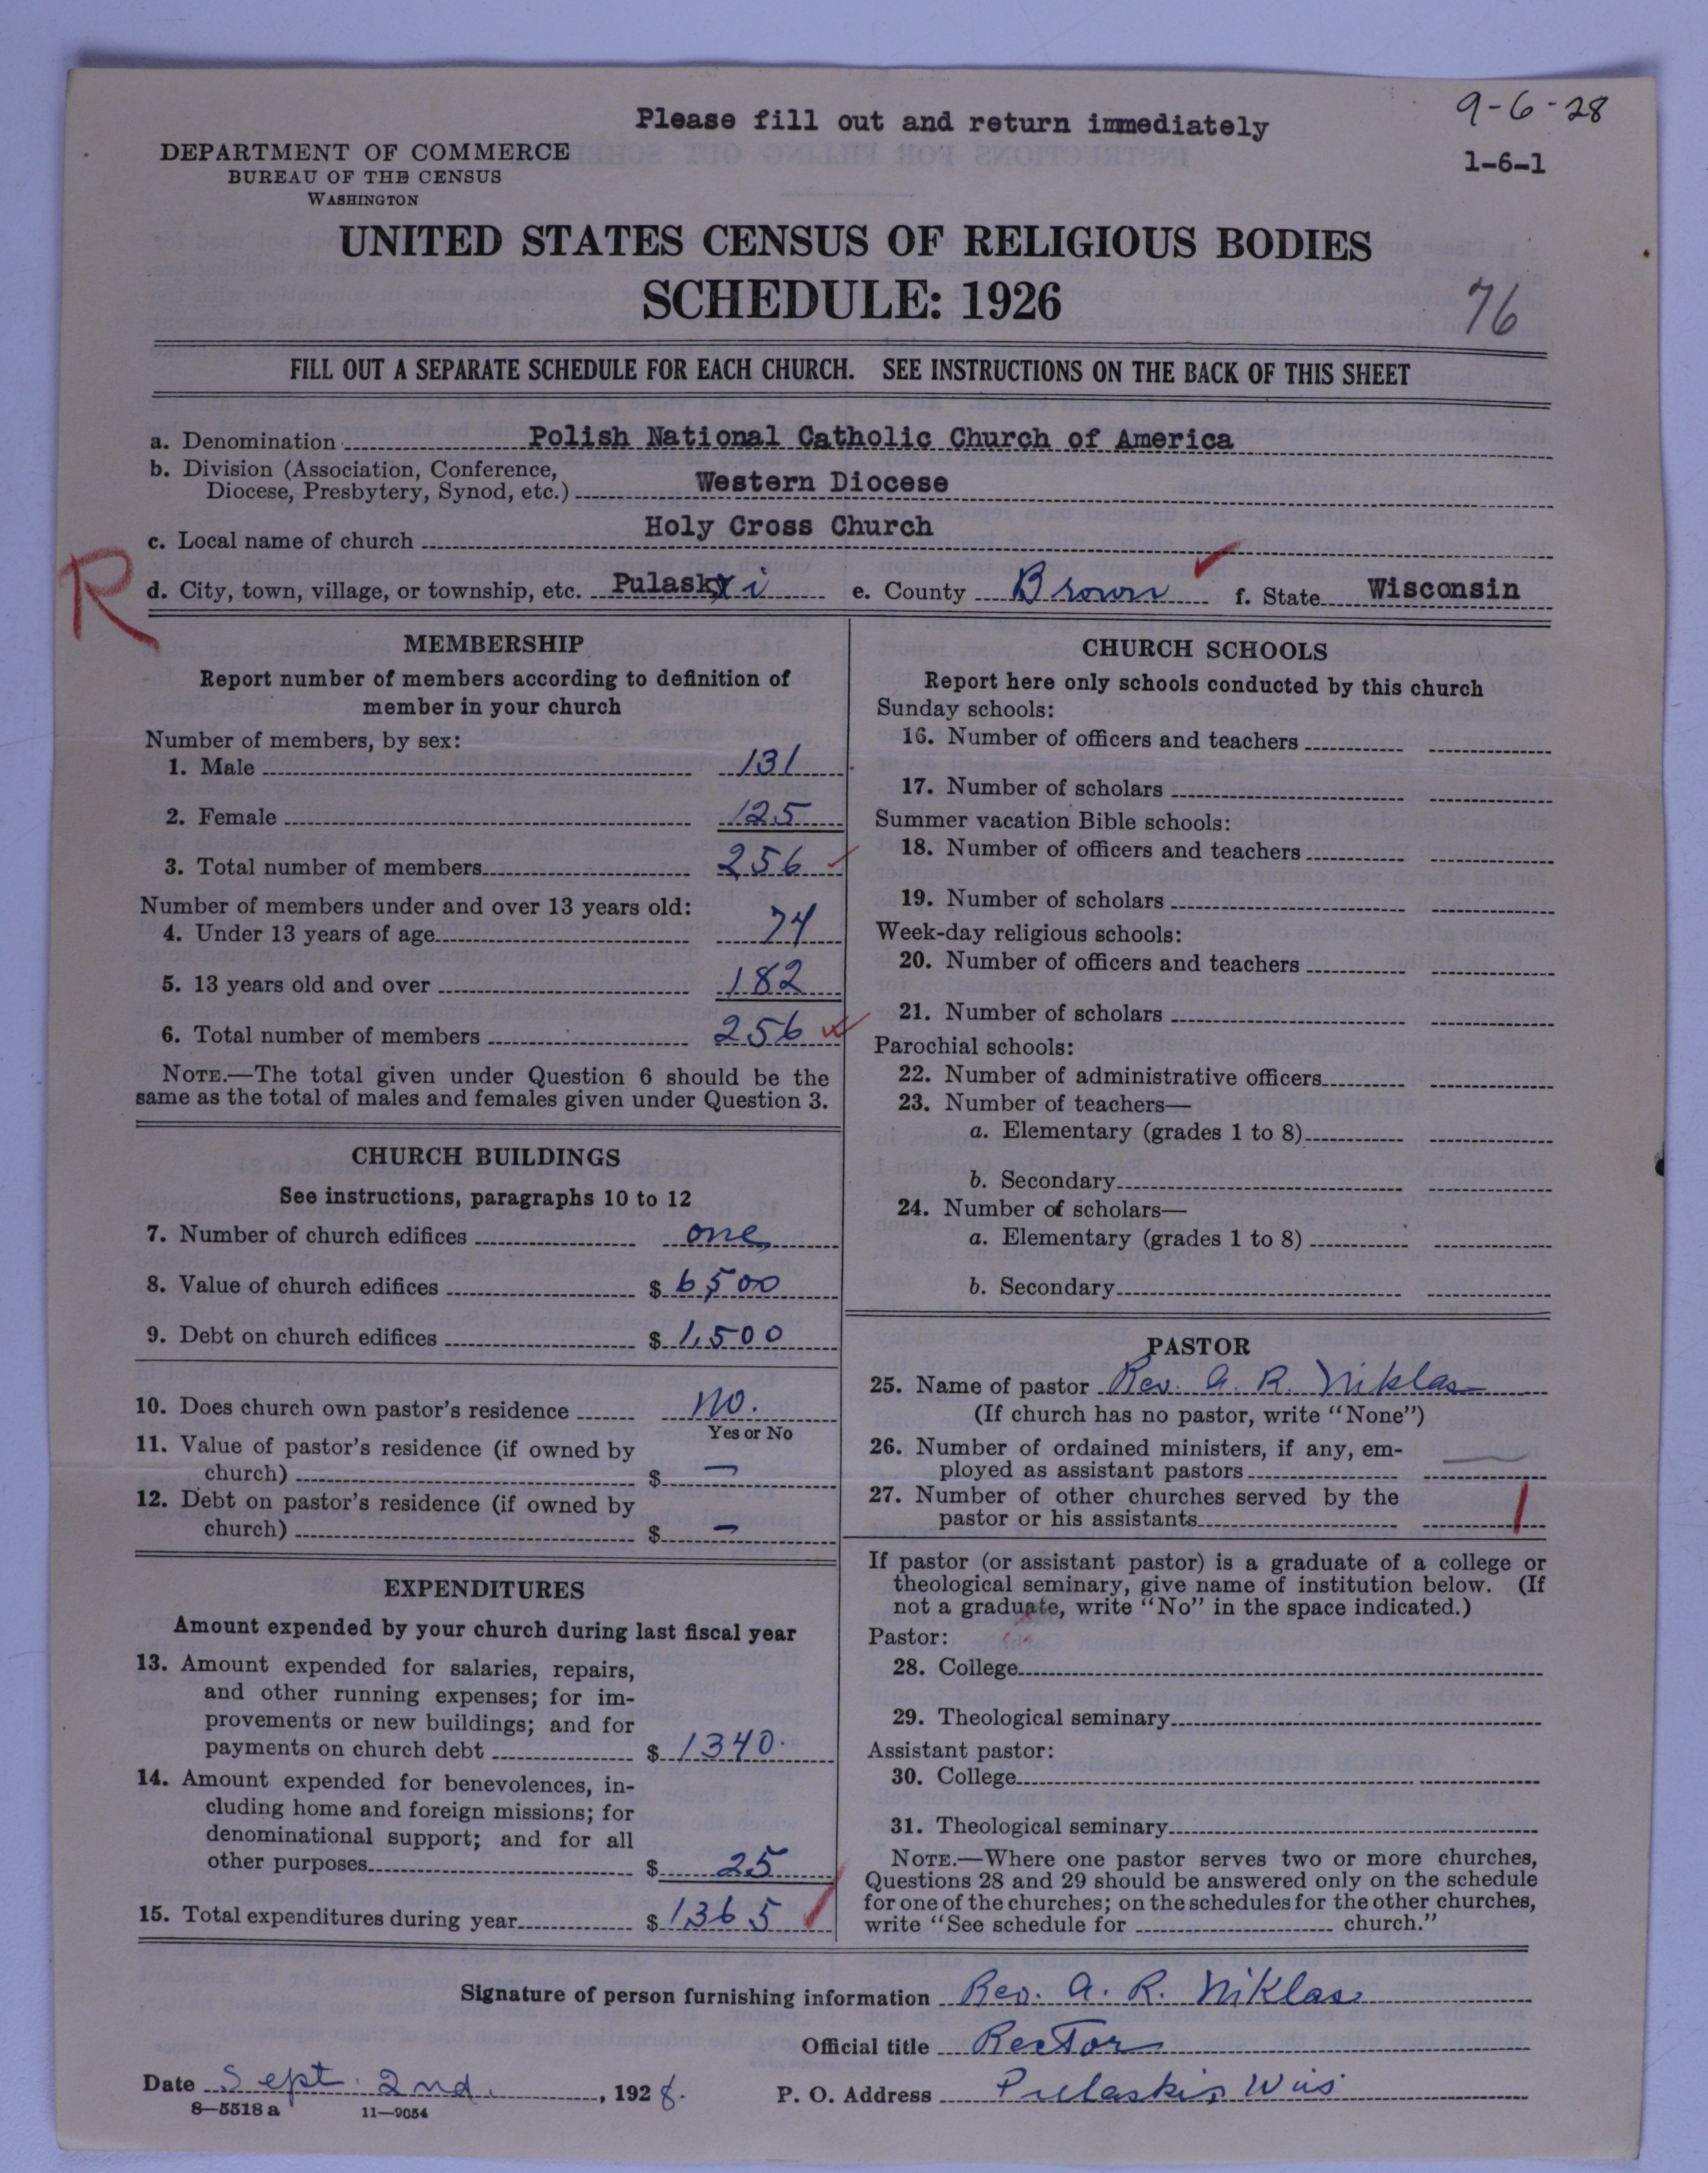 Please fill out and return immediately
9-6-28
DEPARTMENT OF COMMERCE
BUREAU OF THE CENSUS
WASHINGTON
1-6-1
UNITED STATES CENSUS OF RELIGIOUS BODIES
SCHEDULE: 1926
76
FILL OUT A SEPARATE SCHEDULE FOR EACH CHURCH. SEE INSTRUCTIONS ON THE BACK OF THIS SHEET
a. Denomination Polish National Catholic Church of America
b. Division (Association, Conference,
Diocese, Presbytery, Synod, etc.) Western Diocese
c. Local name of church Holy Cross Church
R
d. City, town, village, or township, etc. Pulaski e. County Brown f. State Wisconsin
MEMBERSHIP
Report number of members according to definition of
member in your church
Number of members, by sex:
1. Male 131
2. Female 125
3. Total number of members 256
Number of members under and over 13 years old:
4. Under 13 years of age 74
5. 13 years old and over 182
6. Total number of members 256
NOTE.—The total given under Question 6 should be the
same as the total of males and females given under Question 3.
CHURCH BUILDINGS
See instructions, paragraphs 10 to 12
7. Number of church edifices one
8. Value of church edifices $ 6,500
9. Debt on church edifices $ 1,500
10. Does church own pastor's residence no.
Yes or No
11. Value of pastor's residence (if owned by
church) $ —
12. Debt on pastor's residence (if owned by
church) $ —
EXPENDITURES
Amount expended by your church during last fiscal year
13. Amount expended for salaries, repairs,
and other running expenses; for im-
provements or new buildings; and for
payments on church debt $ 1340.
14. Amount expended for benevolences, in-
cluding home and foreign missions; for
denominational support; and for all
other purposes $ 25
15. Total expenditures during year $ 1365
CHURCH SCHOOLS
Report here only schools conducted by this church
Sunday schools:
16. Number of officers and teachers
17. Number of scholars
Summer vacation Bible schools:
18. Number of officers and teachers
19. Number of scholars
Week-day religious schools:
20. Number of officers and teachers
21. Number of scholars
Parochial schools:
22. Number of administrative officers
23. Number of teachers—
a. Elementary (grades 1 to 8)
b. Secondary
24. Number of scholars—
a. Elementary (grades 1 to 8)
b. Secondary
PASTOR
25. Name of pastor Rev. A. R. Niklas
(If church has no pastor, write "None")
26. Number of ordained ministers, if any, em-
ployed as assistant pastors —
27. Number of other churches served by the
pastor or his assistants 1
If pastor (or assistant pastor) is a graduate of a college or
theological seminary, give name of institution below. (If
not a graduate, write "No" in the space indicated.)
Pastor:
28. College
29. Theological seminary
Assistant pastor:
30. College
31. Theological seminary
NOTE.—Where one pastor serves two or more churches,
Questions 28 and 29 should be answered only on the schedule
for one of the churches; on the schedules for the other churches,
write "See schedule for church."
Signature of person furnishing information Rev. A. R. Niklas
Official title Rector
Date Sept. 2nd, 1928. P. O. Address Pulaski, Wis
8—5518 a 11—9054